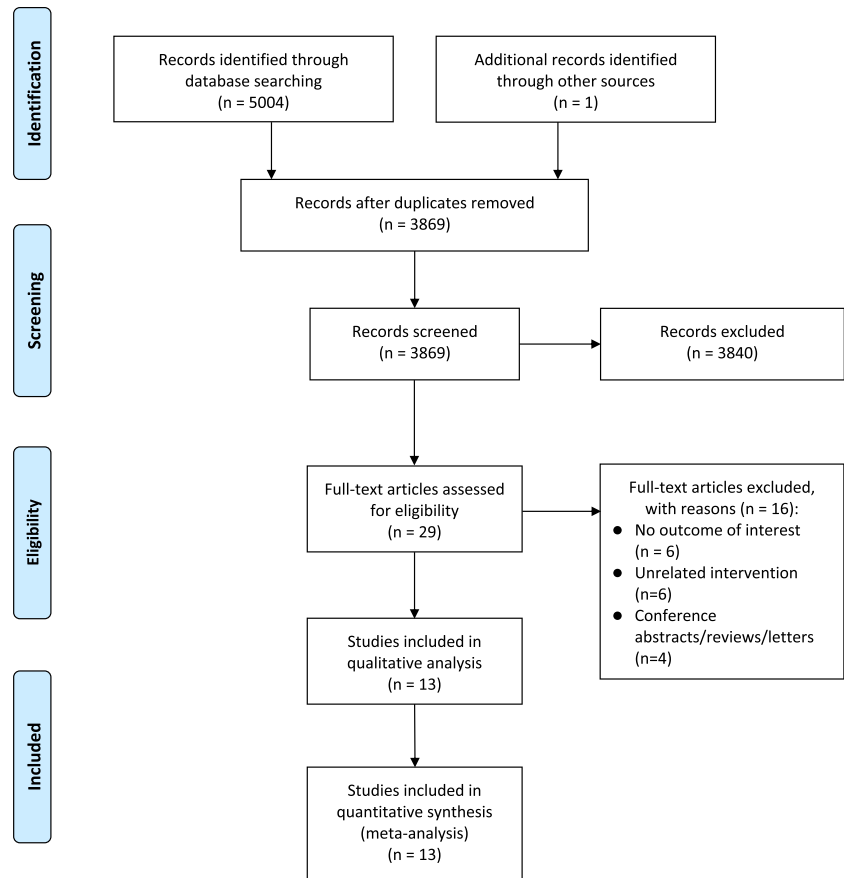 Identification
Records identified through
database searching
(n = 5004)
Additional records identified
through other sources
(n = 1)
Records after duplicates removed
(n = 3869)
Screening
Records screened
(n = 3869)
Records excluded
(n = 3840)
Eligibility
Full-text articles assessed
for eligibility
(n = 29)
Full-text articles excluded,
with reasons (n = 16):
● No outcome of interest
(n = 6)
● Unrelated intervention
(n=6)
● Conference
abstracts/reviews/letters
(n=4)
Studies included in
qualitative analysis
(n = 13)
Included
Studies included in
quantitative synthesis
(meta-analysis)
(n = 13)